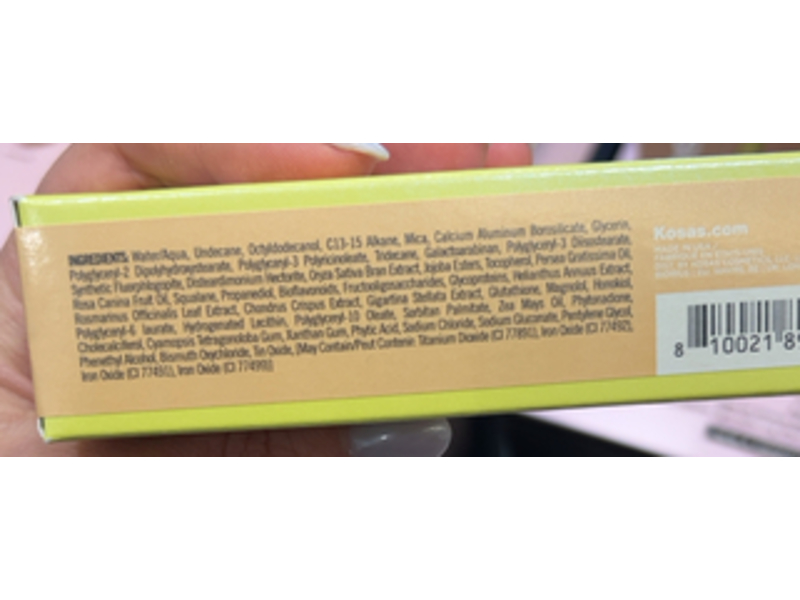 INGREDIENTS: Water/Aqua, Undecane, Octyldodecanol, C13-15 Alkane, Mica, Calcium Aluminum Borosilicate, Glycerin,
Polyglyceryl-2 Dipolyhydroxystearate, Polyglyceryl-3 Polyricinoleate, Tridecane, Galactoarabinan, Polyglyceryl-3 Diisostearate,
Synthetic Fluorphlogopite, Disteardimonium Hectorite, Oryza Sativa Bran Extract, Jojoba Esters, Tocopherol, Persea Gratissima Oil,
Rosa Canina Fruit Oil, Squalane, Propanediol, Bioflavonoids, Fructooligosaccharides, Glycoproteins, Helianthus Annuus Extract,
Rosmarinus Officinalis Leaf Extract, Chondrus Crispus Extract, Gigartina Stellata Extract, Glutathione, Magnolol, Honokiol,
Polyglyceryl-6 laurate, Hydrogenated Lecithin, Polyglyceryl-10 Oleate, Sorbitan Palmitate, Zea Mays Oil, Phytonadione,
Cholecalciferol, Cyamopsis Tetragonoloba Gum, Xanthan Gum, Phytic Acid, Sodium Chloride, Sodium Gluconate, Pentylene Glycol,
Phenethyl Alcohol, Bismuth Oxychloride, Tin Oxide, [May Contain/Peut Contenir: Titanium Dioxide (CI 77891), Iron Oxide (CI 77492),
Iron Oxide (CI 77491), Iron Oxide (CI 77499)]
Kosas.com
MADE IN USA
8 10021 89